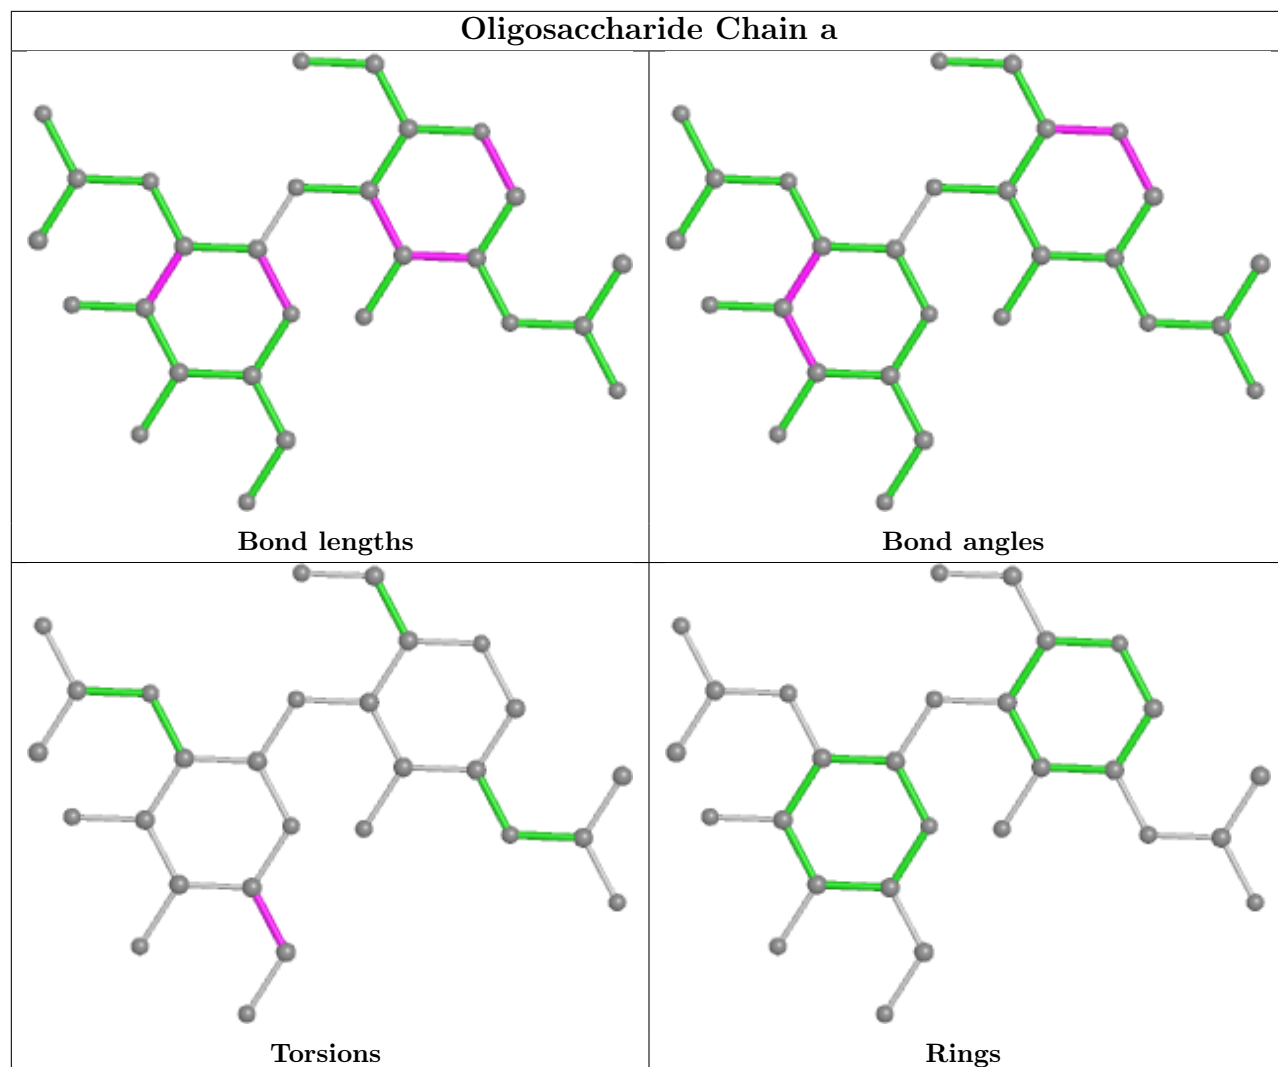 Oligosaccharide Chain a
Bond lengths
Bond angles
Torsions
Rings